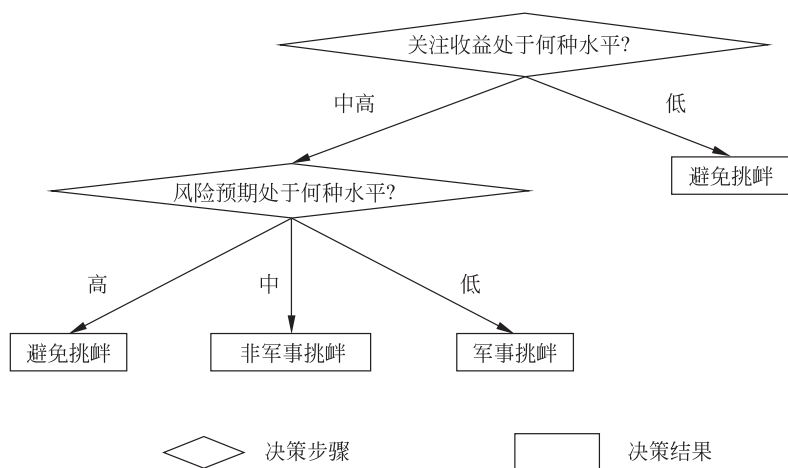 关注收益处于何种水平?
中高
低
避免挑衅
风险预期处于何种水平?
高
中
低
避免挑衅
非军事挑衅
军事挑衅
决策步骤
决策结果